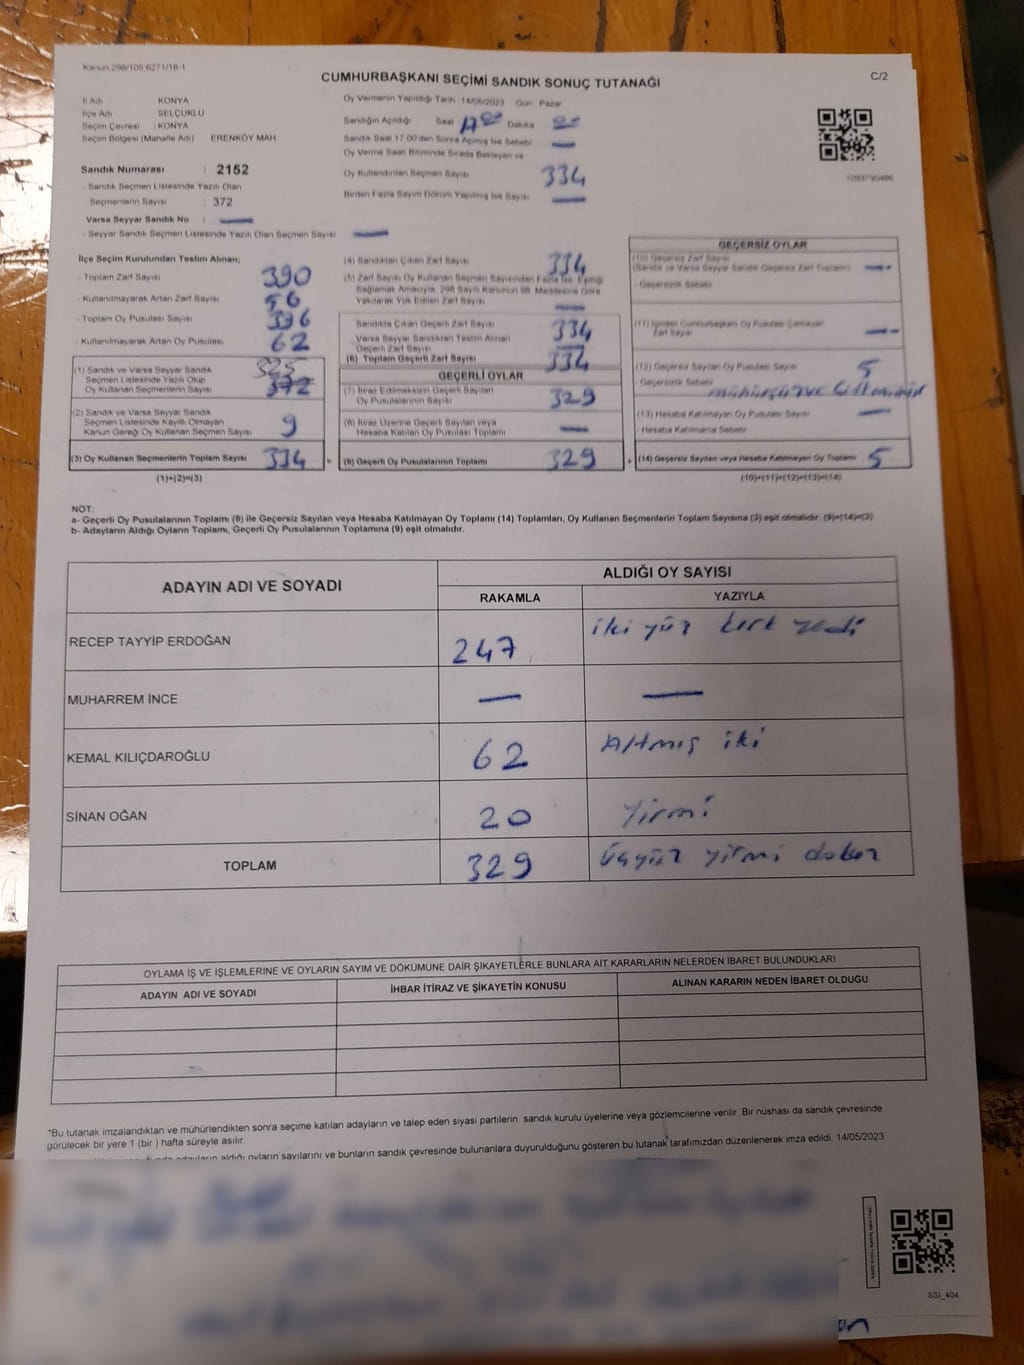 Kanun 298/105 6271/18-1
CUMHURBAŞKANI SEÇİMİ SANDIK SONUÇ TUTANAĞI
C/2
İl Adı KONYA
İlçe Adı SELÇUKLU
Seçim Çevresi : KONYA
Seçim Bölgesi (Mahalle Adı) ERENKÖY MAH
Sandık Numarası : 2152
- Sandık Seçmen Listesinde Yazılı Olan
Seçmenlerin Sayısı : 372
Varsa Seyyar Sandık No : —
- Seyyar Sandık Seçmen Listesinde Yazılı Olan Seçmen Sayısı —
Oy Vermenin Yapıldığı Tarih :14/05/2023 Gün Pazar
Sandığın Açıldığı Saat 17 00 Dakika 00
Sandık Saat 17.00'den Sonra Açılmış İse Sebebi —
Oy Verme Saati Bitiminde Sırada Bekleyen ve
Oy Kullandırılan Seçmen Sayısı 334
Birden Fazla Sayım Döküm Yapılmış İse Sayısı —
1093790486
İlçe Seçim Kurulundan Teslim Alınan;
- Toplam Zarf Sayısı 390
- Kullanılmayarak Artan Zarf Sayısı 56
- Toplam Oy Pusulası Sayısı 396
- Kullanılmayarak Artan Oy Pusulası 62
(1) Sandık ve Varsa Seyyar Sandık
Seçmen Listesinde Yazılı Olup
Oy Kullanan Seçmenlerin Sayısı 372 325
(2) Sandık ve Varsa Seyyar Sandık
Seçmen Listesinde Kayıtlı Olmayan
Kanun Gereği Oy Kullanan Seçmen Sayısı 9
(3) Oy Kullanan Seçmenlerin Toplam Sayısı 334
(1)+(2)=(3)
(4) Sandıktan Çıkan Zarf Sayısı 334
(5) Zarf Sayısı Oy Kullanan Seçmen Sayısından Fazla İse, Eşitliği
Sağlamak Amacıyla, 298 Sayılı Kanunun 98. Maddesine Göre
Yakılarak Yok Edilen Zarf Sayısı —
Sandıkta Çıkan Geçerli Zarf Sayısı 334
Varsa Seyyar Sandıktan Teslim Alınan
Geçerli Zarf Sayısı
(6) Toplam Geçerli Zarf Sayısı 334
GEÇERLİ OYLAR
(7) İtiraz Edilmeksizin Geçerli Sayılan
Oy Pusulalarının Sayısı 329
(8) İtiraz Üzerine Geçerli Sayılan veya
Hesaba Katılan Oy Pusulası Toplamı —
(9) Geçerli Oy Pusulalarının Toplamı 329
GEÇERSİZ OYLAR
(10) Geçersiz Zarf Sayısı
(Sandık ve Varsa Seyyar Sandık Geçersiz Zarf Toplamı) —
- Geçersizlik Sebebi
(11) İçinden Cumhurbaşkanı Oy Pusulası Çıkmayan
Zarf Sayısı —
(12) Geçersiz Sayılan Oy Pusulası Sayısı 5
- Geçersizlik Sebebi
(13) Hesaba Katılmayan Oy Pusulası Sayısı —
- Hesaba Katılmama Sebebi
(14) Geçersiz Sayılan veya Hesaba Katılmayan Oy Toplamı 5
(10)+(11)+(12)+(13)=(14)
NOT:
a- Geçerli Oy Pusulalarının Toplamı (9) ile Geçersiz Sayılan veya Hesaba Katılmayan Oy Toplamı (14) Toplamları, Oy Kullanan Seçmenlerin Toplam Sayısına (3) eşit olmalıdır. (9)+(14)=(3)
b- Adayların Aldığı Oyların Toplamı, Geçerli Oy Pusulalarının Toplamına (9) eşit olmalıdır.
ADAYIN ADI VE SOYADI
ALDIĞI OY SAYISI
RAKAMLA YAZIYLA
RECEP TAYYİP ERDOĞAN 247 iki yüz kırk yedi
MUHARREM İNCE — —
KEMAL KILIÇDAROĞLU 62 Altmış iki
SİNAN OĞAN 20 Yirmi
TOPLAM 329 üçyüz yirmi dokuz
OYLAMA İŞ VE İŞLEMLERİNE VE OYLARIN SAYIM VE DÖKÜMÜNE DAİR ŞİKAYETLERLE BUNLARA AİT KARARLARIN NELERDEN İBARET BULUNDUKLARI
ADAYIN ADI VE SOYADI İHBAR İTİRAZ VE ŞİKAYETİN KONUSU ALINAN KARARIN NEDEN İBARET OLDUĞU
*Bu tutanak imzalandıktan ve mühürlendikten sonra seçime katılan adayların ve talep eden siyasi partilerin sandık kurulu üyelerine veya gözlemcilerine verilir. Bir nüshası da sandık çevresinde
görülecek bir yere 1 (bir ) hafta süreyle asılır.
adayların aldığı oyların sayılarını ve bunların sandık çevresinde bulunanlara duyurulduğunu gösteren bu tutanak tarafımızdan düzenlenerek imza edildi. 14/05/2023
SSI_404